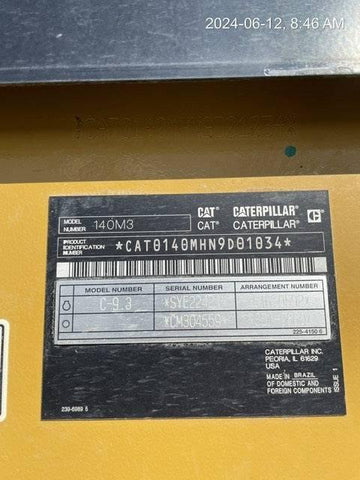 2024-06-12, 8:46 AM
MODEL NUMBER 140M3 CAT® CATERPILLAR®
CAT® CATERPILLAR®
PRODUCT IDENTIFICATION NUMBER *CAT0140MHN9D01034*
MODEL NUMBER SERIAL NUMBER ARRANGEMENT NUMBER
C-9.3
225-4150 6
CATERPILLAR INC.
PEORIA, IL 61629
USA
MADE IN BRAZIL
OF DOMESTIC AND
FOREIGN COMPONENTS
ISSUE 1
230-6989 5